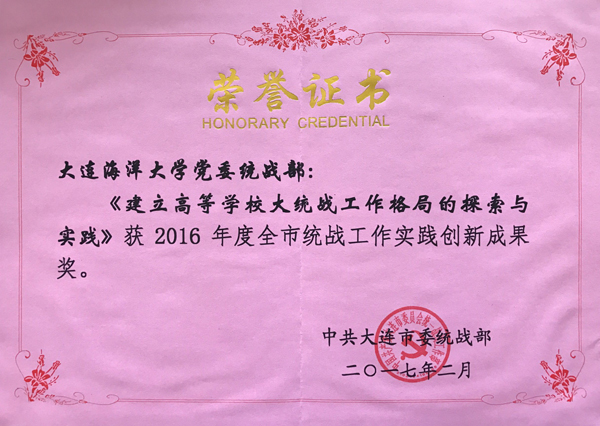 荣誉证书
HONORARY CREDENTIAL
大连海洋大学党委统战部：
《建立高等学校大统战工作格局的探索与
实践》获 2016 年度全市统战工作实践创新成果
奖。
中共大连市委统战部
二〇一七年二月